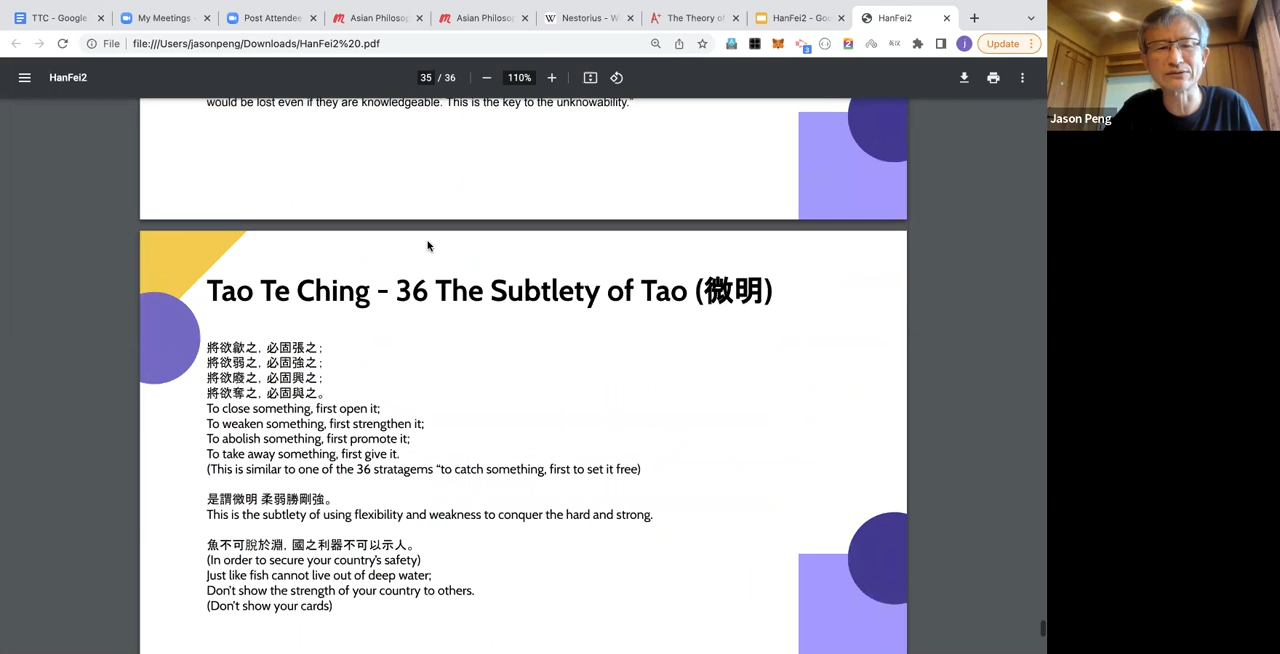 TTC - Google
My Meetings -
Post Attendee
Asian Philosop
Asian Philosop
Nestorius - W
The Theory of
HanFei2 - Goo
HanFei2
File
file:///Users/jasonpeng/Downloads/HanFei2%20.pdf
Update
HanFei2
35 / 36
110%
would be lost even if they are knowledgeable. This is the key to the unknowability."
Jason Peng
Tao Te Ching - 36 The Subtlety of Tao (微明)
將欲歙之, 必固張之;
將欲弱之, 必固強之;
將欲廢之, 必固興之;
將欲奪之, 必固與之。
To close something, first open it;
To weaken something, first strengthen it;
To abolish something, first promote it;
To take away something, first give it.
(This is similar to one of the 36 stratagems “to catch something, first to set it free)
是謂微明 柔弱勝剛強。
This is the subtlety of using flexibility and weakness to conquer the hard and strong.
魚不可脫於淵, 國之利器不可以示人。
(In order to secure your country's safety)
Just like fish cannot live out of deep water;
Don't show the strength of your country to others.
(Don't show your cards)